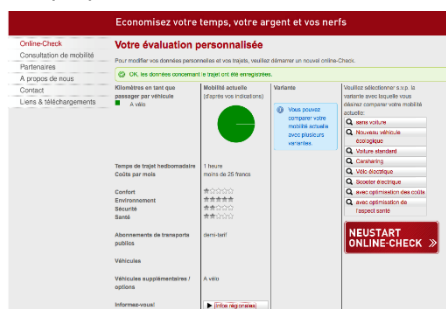 Economisez votre temps, votre argent et vos nerfs
Online-Check
Consultation de mobilité
Partenaires
A propos de nous
Contact
Liens & téléchargements
Votre évaluation personnalisée
Pour modifier vos données personnelles et vos trajets, veuillez démarrer un nouvel online-Check.
OK, les données concernant le trajet ont été enregistrées.
Kilomètres en tant que passager par véhicule
A vélo
Mobilité actuelle
(d'après vos indications)
Variante
Vous pouvez
comparer votre
mobilité actuelle
avec plusieurs
variantes.
Veuillez sélectionner s.v.p. la
variante avec laquelle vous
désirez comparer votre mobilité
actuelle:
sans voiture
Nouveau véhicule
écologique
Voiture standard
Carsharing
Vélo électrique
Scooter électrique
avec optimisation des coûts
avec optimisation de
l'aspect santé
NEUSTART
ONLINE-CHECK »
Temps de trajet hedbomadaire 1 heure
Coûts par mois moins de 25 francs
Confort
Environnement
Sécurité
Santé
Abonnements de transports
publics
demi-tarif
Véhicules
Véhicules supplémentaires /
options
A vélo
Informez-vous!
Infos régionales